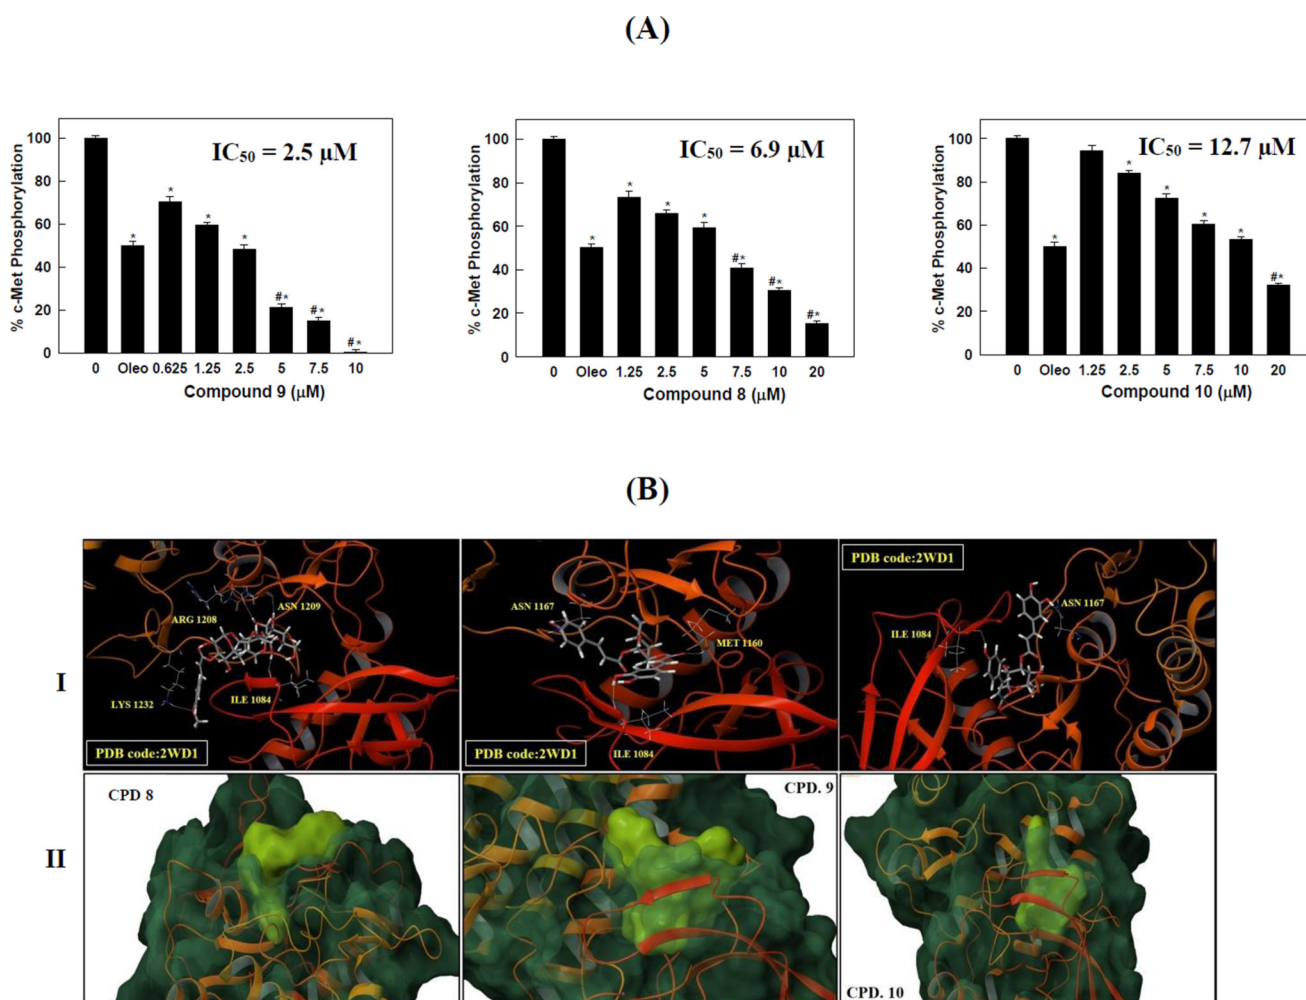 (A)
IC₅₀ = 2.5 μM
% c-Met Phosphorylation
100
80
60
40
20
0
* * * * #* #* #*
0 Oleo 0.625 1.25 2.5 5 7.5 10
Compound 9 (μM)
IC₅₀ = 6.9 μM
% c-Met Phosphorylation
100
80
60
40
20
0
* * * * #* #* #*
0 Oleo 1.25 2.5 5 7.5 10 20
Compound 8 (μM)
IC₅₀ = 12.7 μM
% c-Met Phosphorylation
100
80
60
40
20
0
* * * * * #*
0 Oleo 1.25 2.5 5 7.5 10 20
Compound 10 (μM)
(B)
I
ASN 1209
ARG 1208
LYS 1232
ILE 1084
PDB code:2WD1
ASN 1167
MET 1160
PDB code:2WD1
ILE 1084
PDB code:2WD1
ASN 1167
ILE 1084
II
CPD 8
CPD. 9
CPD. 10